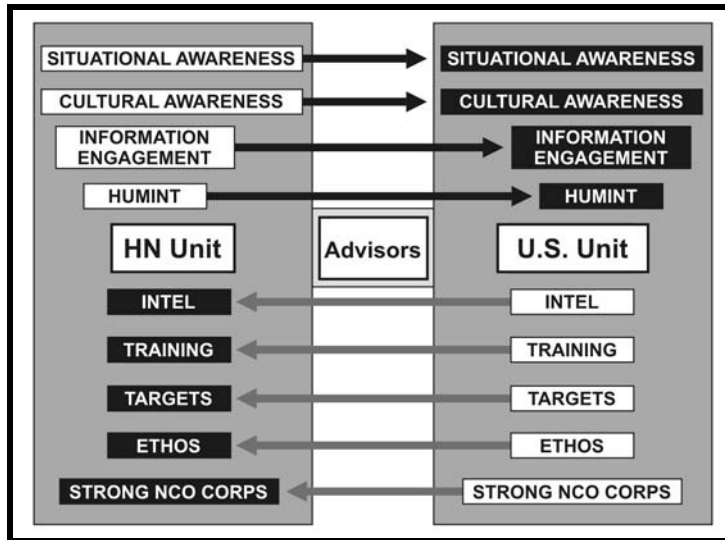 SITUATIONAL AWARENESS SITUATIONAL AWARENESS
CULTURAL AWARENESS CULTURAL AWARENESS
INFORMATION ENGAGEMENT INFORMATION ENGAGEMENT
HUMINT HUMINT
HN Unit Advisors U.S. Unit
INTEL INTEL
TRAINING TRAINING
TARGETS TARGETS
ETHOS ETHOS
STRONG NCO CORPS STRONG NCO CORPS